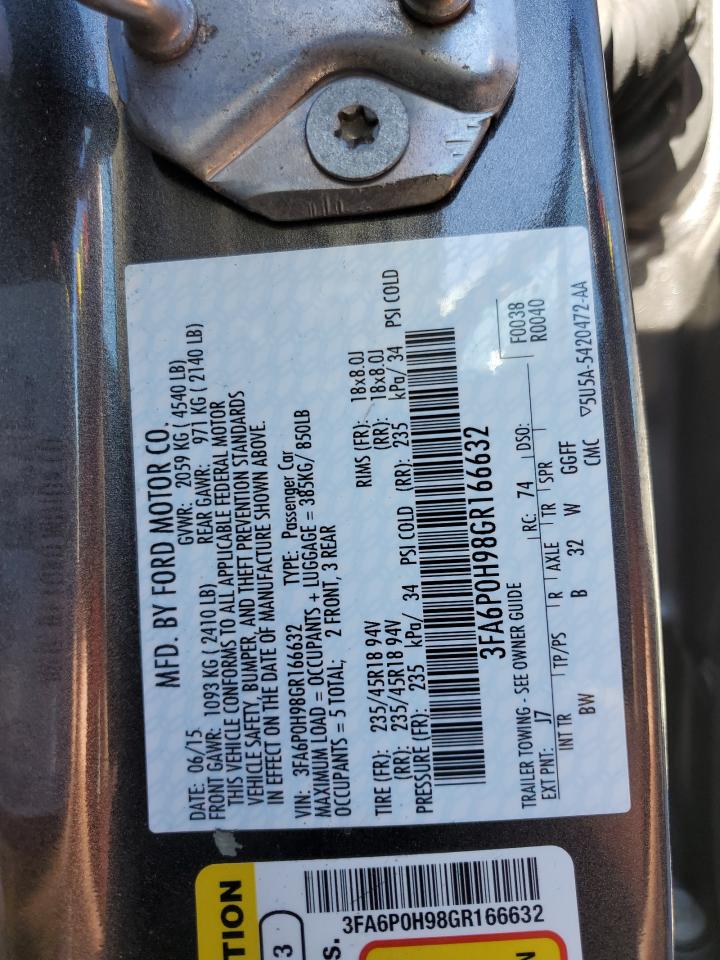 MFD. BY FORD MOTOR CO.
DATE: 06/15 GVWR: 2059 KG ( 4540 LB)
FRONT GAWR: 1093 KG ( 2410 LB) REAR GAWR: 971 KG ( 2140 LB)
THIS VEHICLE CONFORMS TO ALL APPLICABLE FEDERAL MOTOR
VEHICLE SAFETY, BUMPER, AND THEFT PREVENTION STANDARDS
IN EFFECT ON THE DATE OF MANUFACTURE SHOWN ABOVE.
VIN: 3FA6P0H98GR166632 TYPE: Passenger Car
MAXIMUM LOAD = OCCUPANTS + LUGGAGE = 385KG/ 850LB
OCCUPANTS = 5 TOTAL; 2 FRONT, 3 REAR
TIRE (FR): 235/45R18 94V RIMS (FR): 18x8.0J
(RR): 235/45R18 94V (RR): 18x8.0J
PRESSURE (FR): 235 kPa/ 34 PSI COLD (RR): 235 kPa/ 34 PSI COLD
3FA6P0H98GR166632
TRAILER TOWING - SEE OWNER GUIDE F0038
EXT PNT: J7 RC: 74 DSO: R0040
INT TR TP/PS R AXLE TR SPR
BW B 32 W GGFF
CMC ▽5U5A-5420472-AA
TION
3
s.
3FA6P0H98GR166632
N